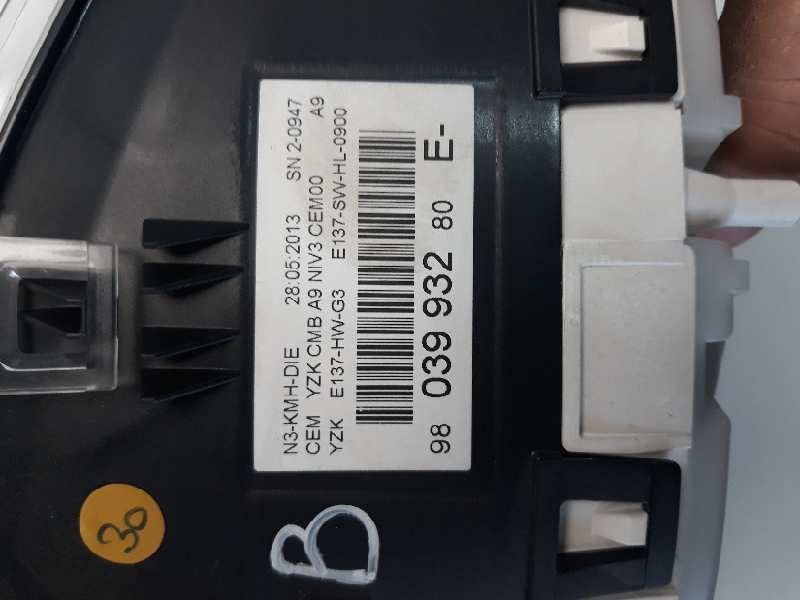 N3-KMH-DIE 28:05:2013 SN 2-0947
CEM YZK CMB A9 NIV3 CEM00 A9
YZK E137-HW-G3 E137-SW-HL-0900
98 039 932 80 E-
30
B